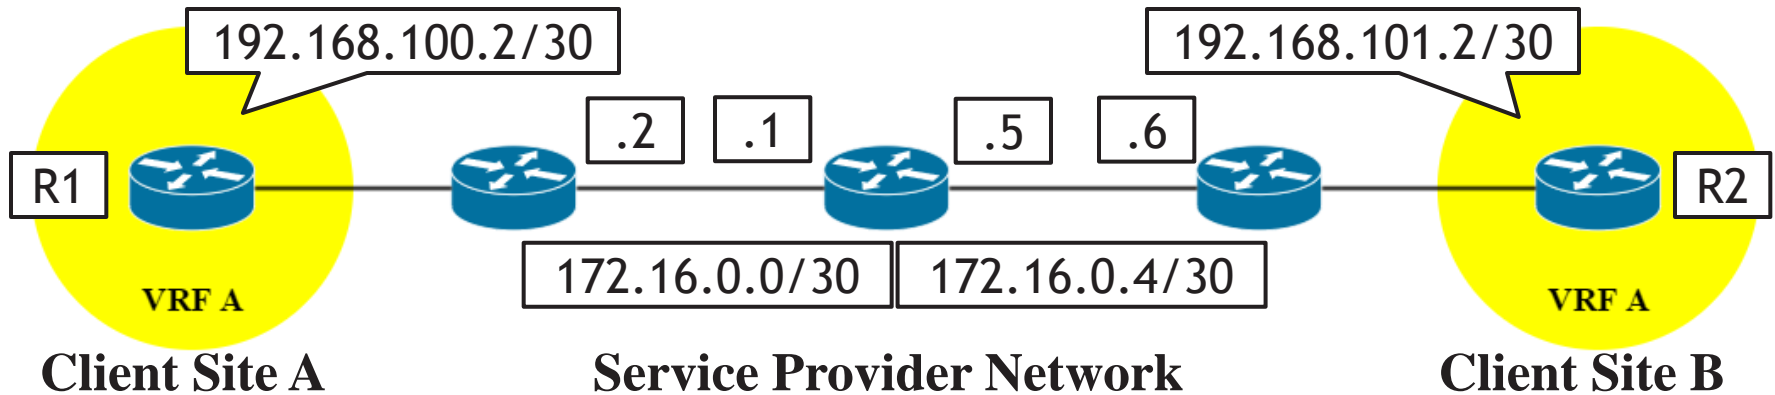 192.168.100.2/30
192.168.101.2/30
.2
.1
.5
.6
R1
R2
172.16.0.0/30
172.16.0.4/30
VRF A
VRF A
Client Site A
Service Provider Network
Client Site B